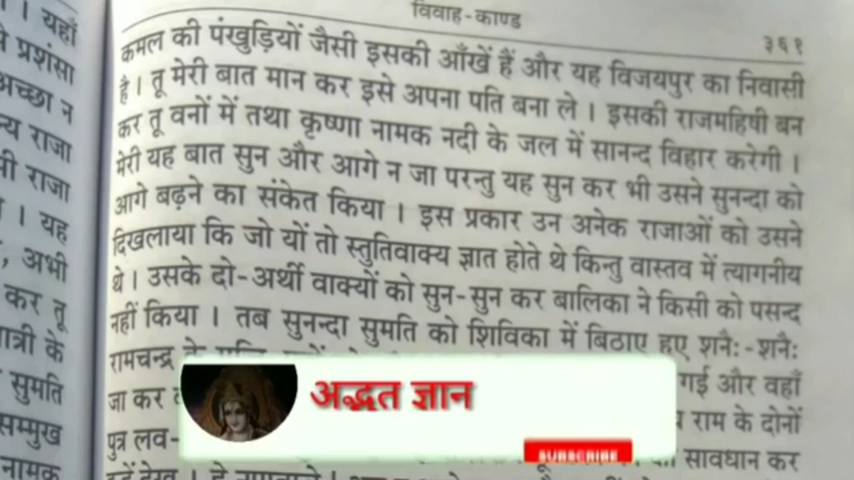 विवाह-काण्ड
३६१
कमल की पंखुड़ियों जैसी इसकी आँखें हैं और यह विजयपुर का निवासी
है । तू मेरी बात मान कर इसे अपना पति बना ले । इसकी राजमहिषी बन
कर तू वनों में तथा कृष्णा नामक नदी के जल में सानन्द विहार करेगी ।
मेरी यह बात सुन और आगे न जा परन्तु यह सुन कर भी उसने सुनन्दा को
आगे बढ़ने का संकेत किया । इस प्रकार उन अनेक राजाओं को उसने
दिखलाया कि जो यों तो स्तुतिवाक्य ज्ञात होते थे किन्तु वास्तव में त्यागनीय
थे । उसके दो-अर्थी वाक्यों को सुन-सुन कर बालिका ने किसी को पसन्द
नहीं किया । तब सुनन्दा सुमति को शिविका में बिठाए हुए शनैः-शनैः
रामचन्द्र के
गई और वहाँ
जा कर
राम के दोनों
पुत्र लव-
सावधान कर
। यहाँ
प्रशंसा
अच्छा न
राजा
राजा
। यह
, अभी
कर तू
के
सुमति
सम्मुख
नामक
अद्भत ज्ञान
SUBSCRIBE